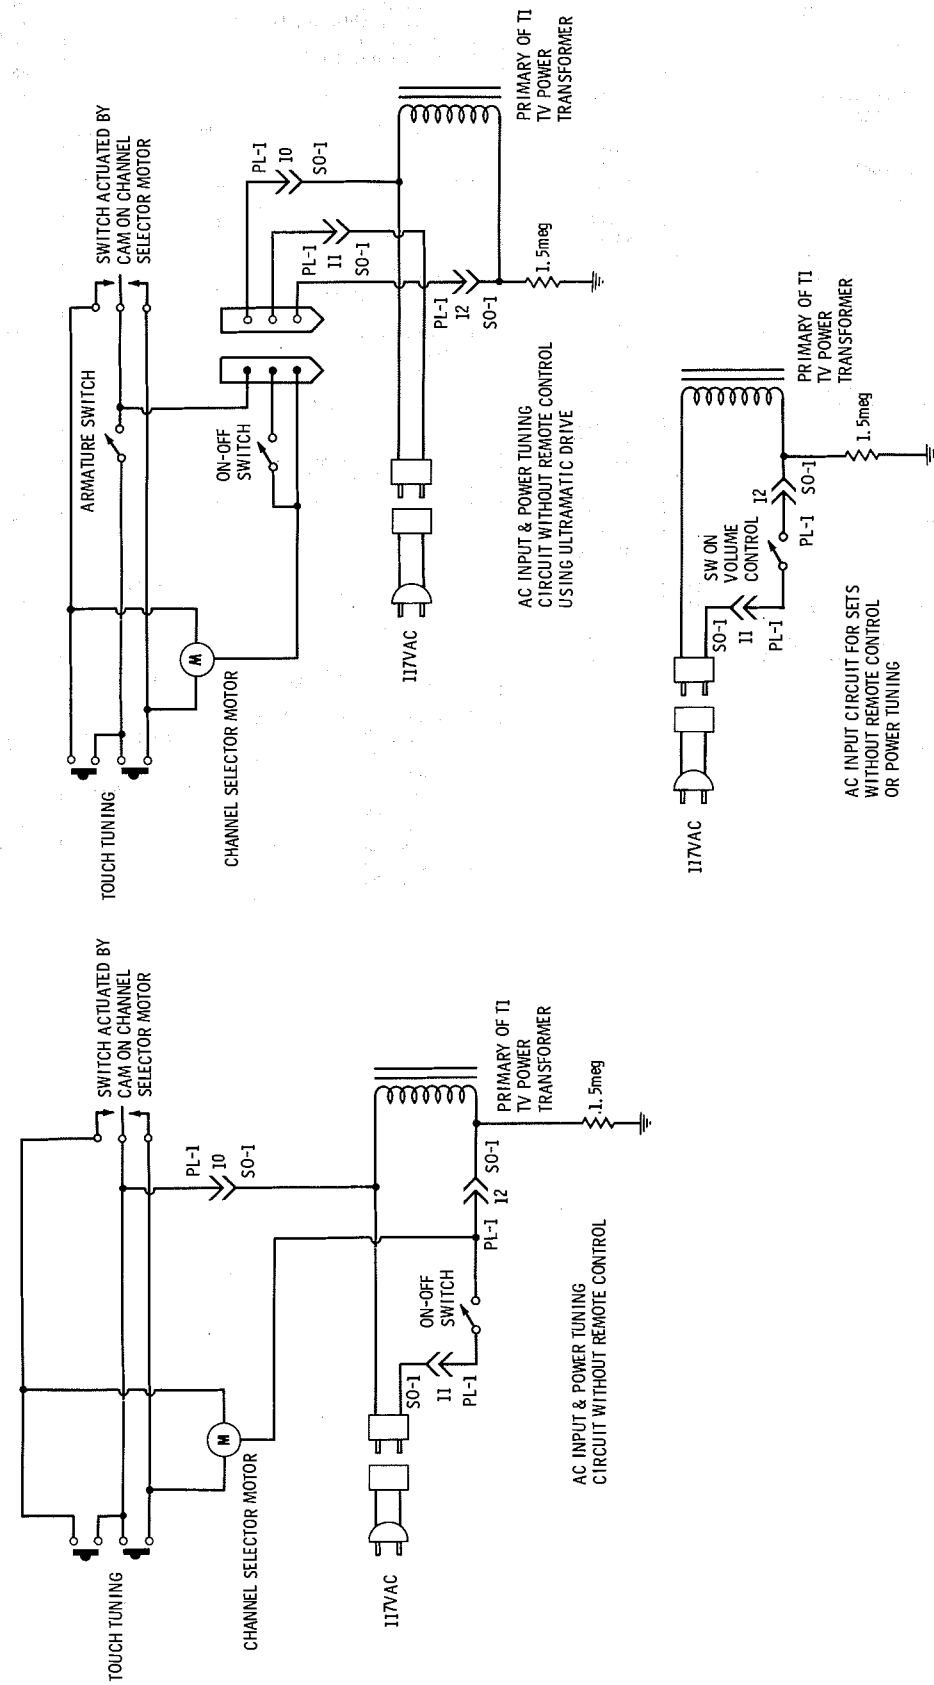 TOUCH TUNING
CHANNEL SELECTOR MOTOR
M
SWITCH ACTUATED BY
CAM ON CHANNEL
SELECTOR MOTOR
PL-1
10
SO-1
117VAC
SO-1
11
PL-1
ON-OFF
SWITCH
PL-1
12
SO-1
PRIMARY OF T1
TV POWER
TRANSFORMER
1.5meg
AC INPUT & POWER TUNING
CIRCUIT WITHOUT REMOTE CONTROL
TOUCH TUNING
CHANNEL SELECTOR MOTOR
M
ARMATURE SWITCH
SWITCH ACTUATED BY
CAM ON CHANNEL
SELECTOR MOTOR
ON-OFF
SWITCH
PL-1
10
SO-1
PL-1
11
SO-1
PL-1
12
SO-1
117VAC
PRIMARY OF T1
TV POWER
TRANSFORMER
1.5meg
AC INPUT & POWER TUNING
CIRCUIT WITHOUT REMOTE CONTROL
USING ULTRAMATIC DRIVE
117VAC
SO-1
11
PL-1
SW ON
VOLUME
CONTROL
PL-1
12
SO-1
PRIMARY OF T1
TV POWER
TRANSFORMER
1.5meg
AC INPUT CIRCUIT FOR SETS
WITHOUT REMOTE CONTROL
OR POWER TUNING